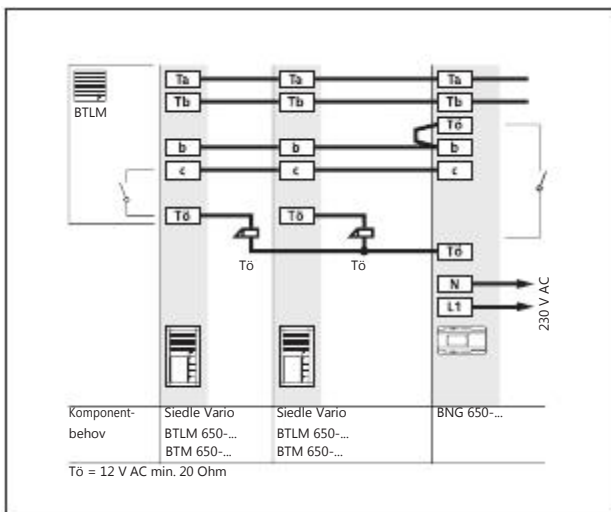 Ta Ta Ta
BTLM
Tb Tb Tb
Tö
b b b
c c c
Tö Tö
Tö Tö Tö
N
L1
230 V AC
Komponent- Siedle Vario Siedle Vario BNG 650-...
behov BTLM 650-... BTLM 650-...
BTM 650-... BTM 650-...
Tö = 12 V AC min. 20 Ohm